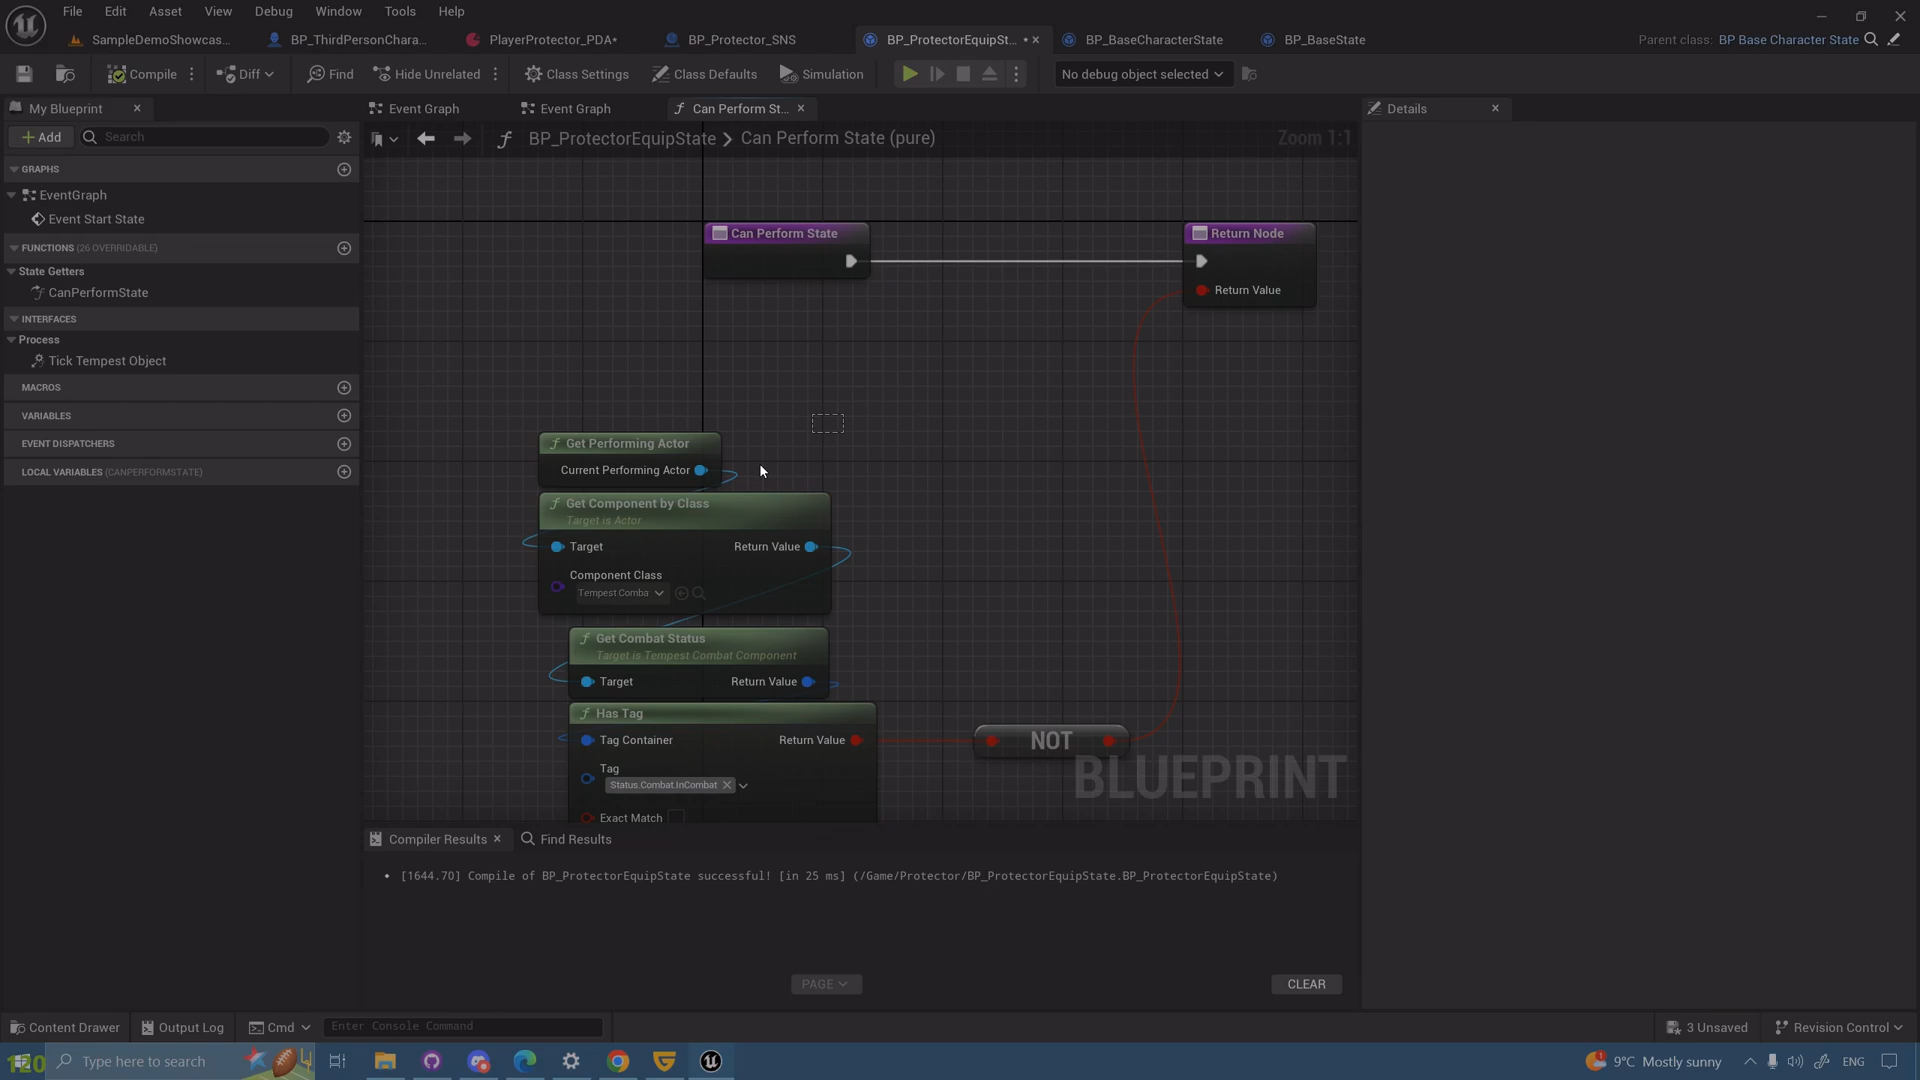 File Edit Asset View Debug Window Tools Help
SampleDemoShowcas... BP_ThirdPersonChara... PlayerProtector_PDA* BP_Protector_SNS BP_ProtectorEquipSt... • BP_BaseCharacterState BP_BaseState Parent class: BP Base Character State
Compile Diff Find Hide Unrelated Class Settings Class Defaults Simulation No debug object selected
My Blueprint Event Graph Event Graph Can Perform St... Details
Add Search BP_ProtectorEquipState Can Perform State (pure) Zoom 1:1
GRAPHS
EventGraph
Event Start State
FUNCTIONS (26 OVERRIDABLE)
State Getters
CanPerformState
INTERFACES
Process
Tick Tempest Object
MACROS
VARIABLES
EVENT DISPATCHERS
LOCAL VARIABLES (CANPERFORMSTATE)
Can Perform State
Return Node
Return Value
Get Performing Actor
Current Performing Actor
Get Component by Class
Target is Actor
Target Return Value
Component Class
Tempest Comba
Get Combat Status
Target is Tempest Combat Component
Target Return Value
Has Tag
Tag Container Return Value
Tag
Status.Combat.InCombat
Exact Match
NOT
BLUEPRINT
Compiler Results Find Results
[1644.70] Compile of BP_ProtectorEquipState successful! [in 25 ms] (/Game/Protector/BP_ProtectorEquipState.BP_ProtectorEquipState)
PAGE CLEAR
Content Drawer Output Log Cmd Enter Console Command 3 Unsaved Revision Control
120 Type here to search 9°C Mostly sunny ENG